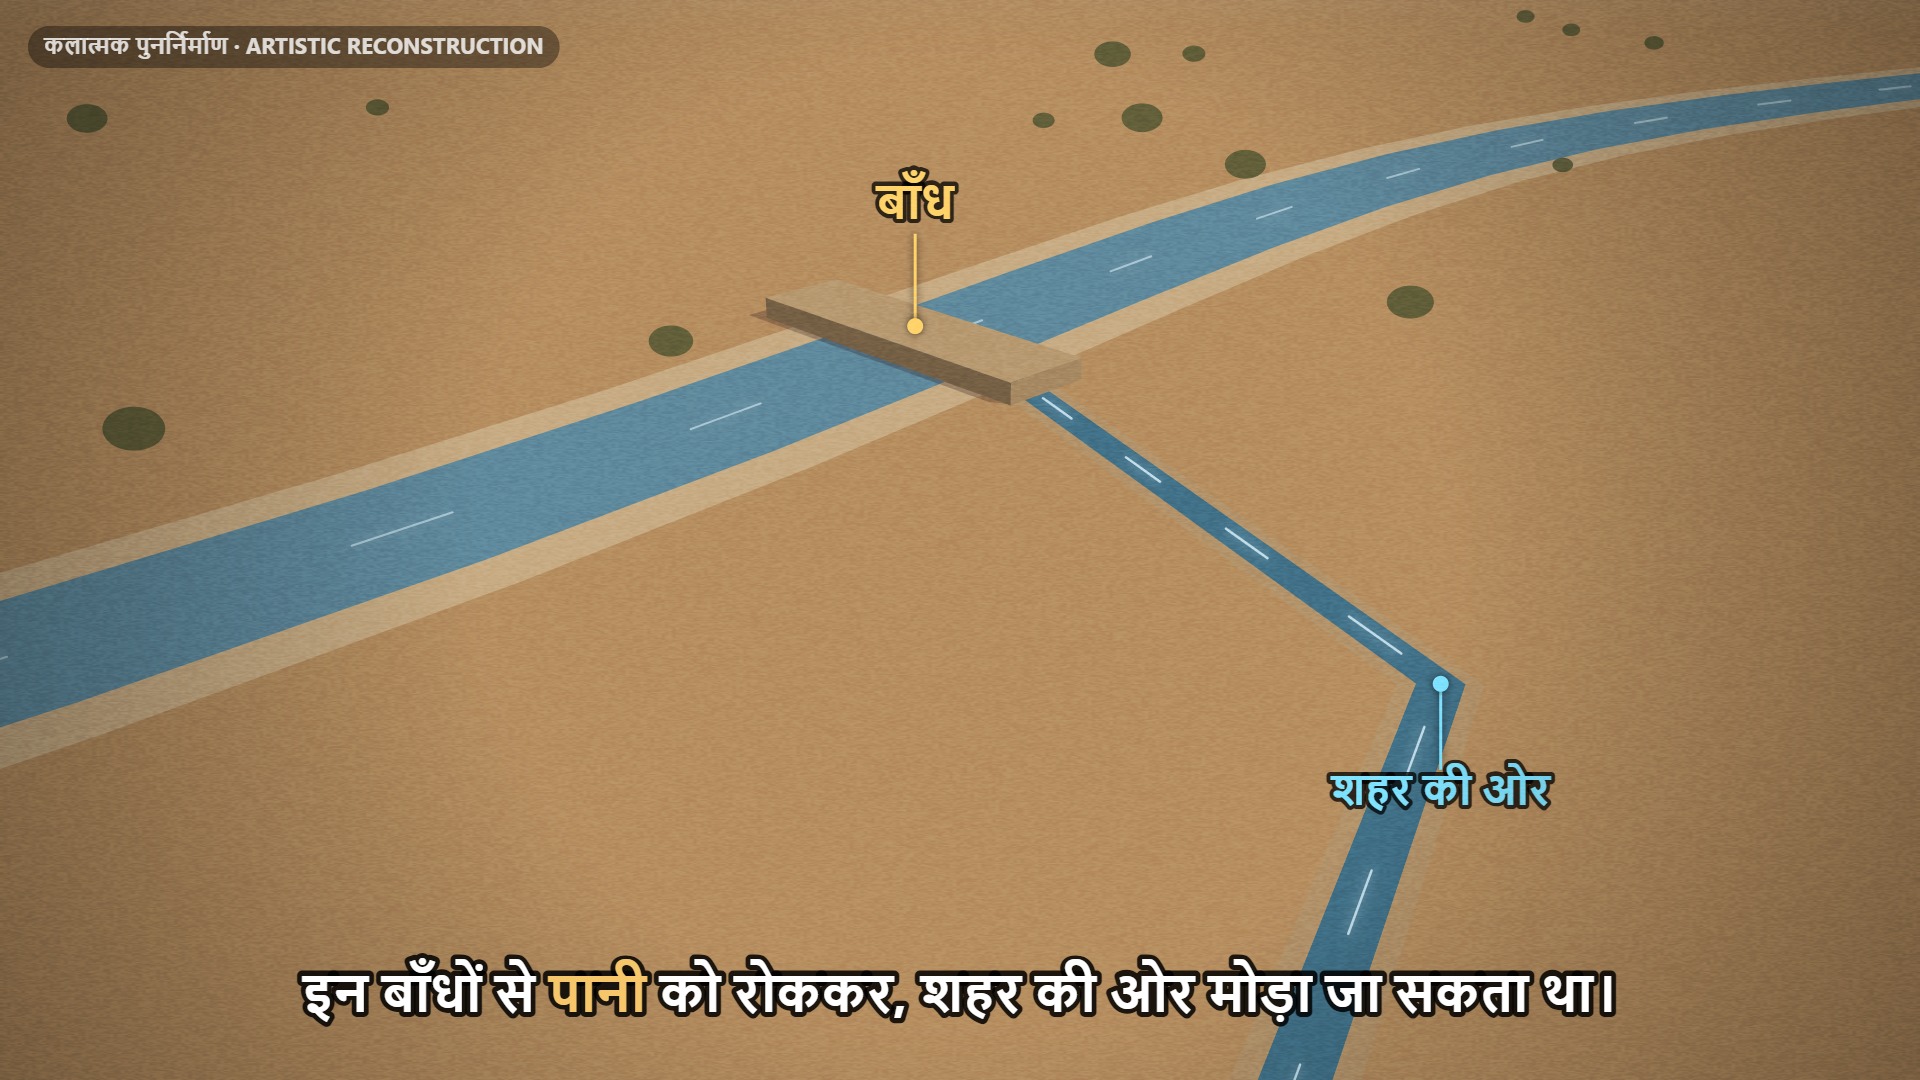 कलात्मक पुनर्निर्माण · ARTISTIC RECONSTRUCTION
बाँध
शहर की ओर
इन बाँधों से पानी को रोककर, शहर की ओर मोड़ा जा सकता था।